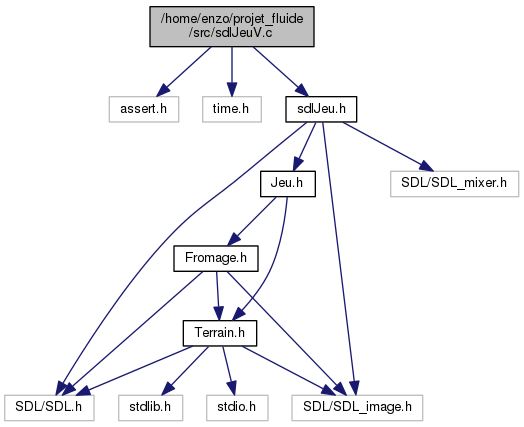 /home/enzo/projet_fluide
/src/sdlJeuV.c
assert.h
time.h
sdlJeu.h
Jeu.h
SDL/SDL_mixer.h
Fromage.h
Terrain.h
SDL/SDL.h
stdlib.h
stdio.h
SDL/SDL_image.h